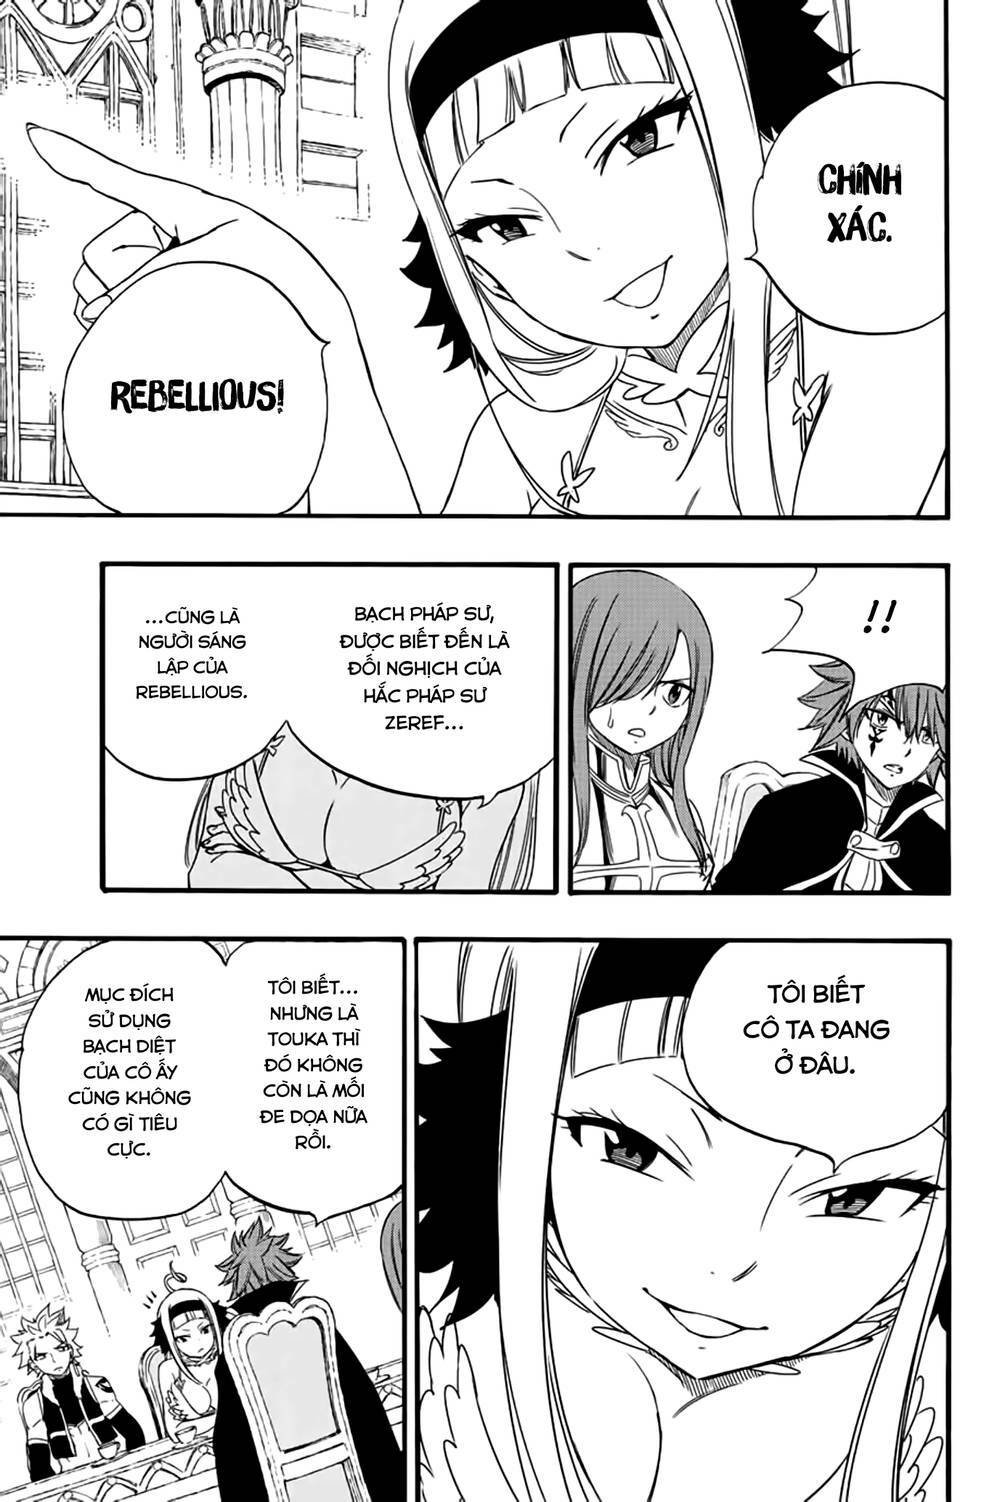 CHÍNH
XÁC.
REBELLIOUS!
!!
BẠCH PHÁP SƯ,
ĐƯỢC BIẾT ĐẾN LÀ
ĐỐI NGHỊCH CỦA
HẮC PHÁP SƯ
ZEREF...
...CŨNG LÀ
NGƯỜI SÁNG
LẬP CỦA
REBELLIOUS.
TÔI BIẾT
CÔ TA ĐANG
Ở ĐÂU.
TÔI BIẾT...
NHƯNG LÀ
TOUKA THÌ
ĐÓ KHÔNG
CÒN LÀ MỐI
ĐE DỌA NỮA
RỒI.
MỤC ĐÍCH
SỬ DỤNG
BẠCH DIỆT
CỦA CÔ ẤY
CŨNG KHÔNG
CÓ GÌ TIÊU
CỰC.